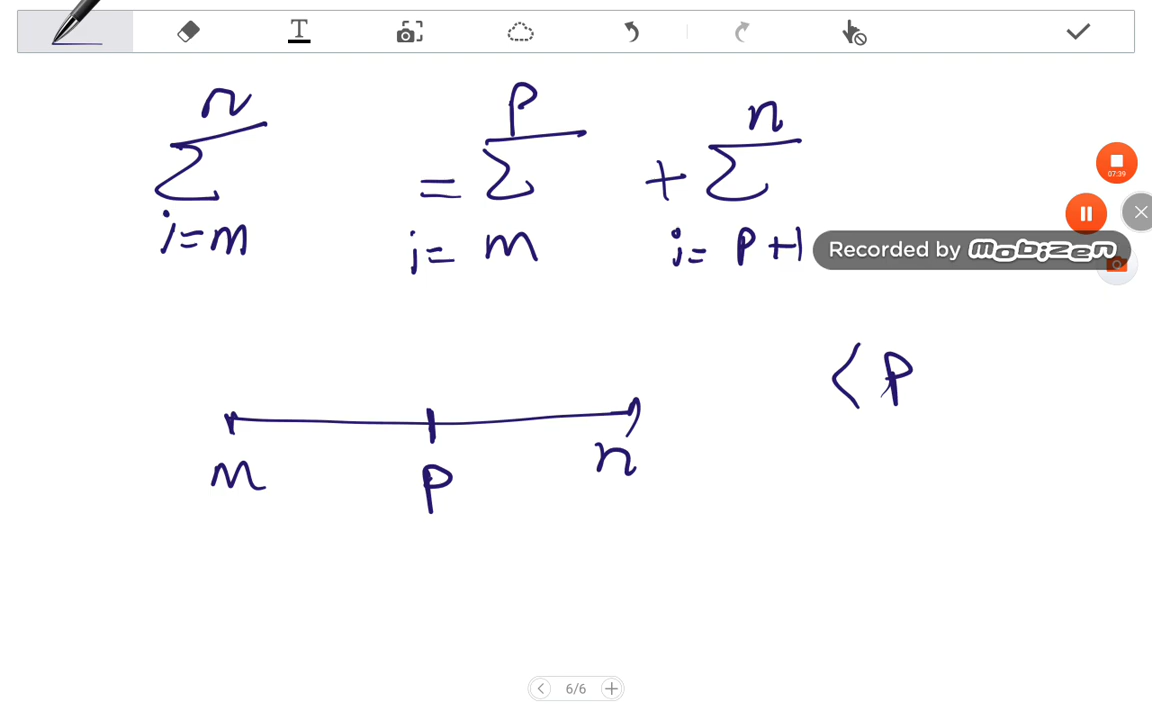 T
n p n
Σ = Σ + Σ
i=m i= m i= p+1
07:39
Recorded by mobizen
< p
m p n
6/6